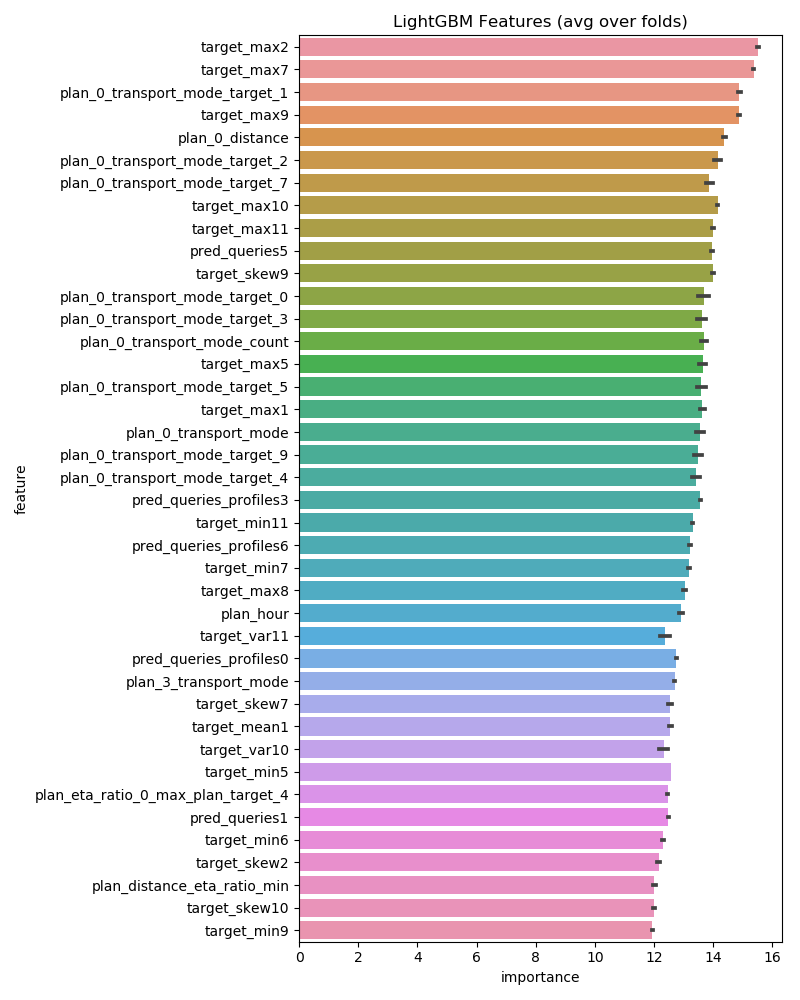 LightGBM Features (avg over folds)
target_max2
target_max7
plan_0_transport_mode_target_1
target_max9
plan_0_distance
plan_0_transport_mode_target_2
plan_0_transport_mode_target_7
target_max10
target_max11
pred_queries5
target_skew9
plan_0_transport_mode_target_0
plan_0_transport_mode_target_3
plan_0_transport_mode_count
target_max5
plan_0_transport_mode_target_5
target_max1
plan_0_transport_mode
plan_0_transport_mode_target_9
plan_0_transport_mode_target_4
pred_queries_profiles3
target_min11
pred_queries_profiles6
target_min7
target_max8
plan_hour
target_var11
pred_queries_profiles0
plan_3_transport_mode
target_skew7
target_mean1
target_var10
target_min5
plan_eta_ratio_0_max_plan_target_4
pred_queries1
target_min6
target_skew2
plan_distance_eta_ratio_min
target_skew10
target_min9
feature
0 2 4 6 8 10 12 14 16
importance